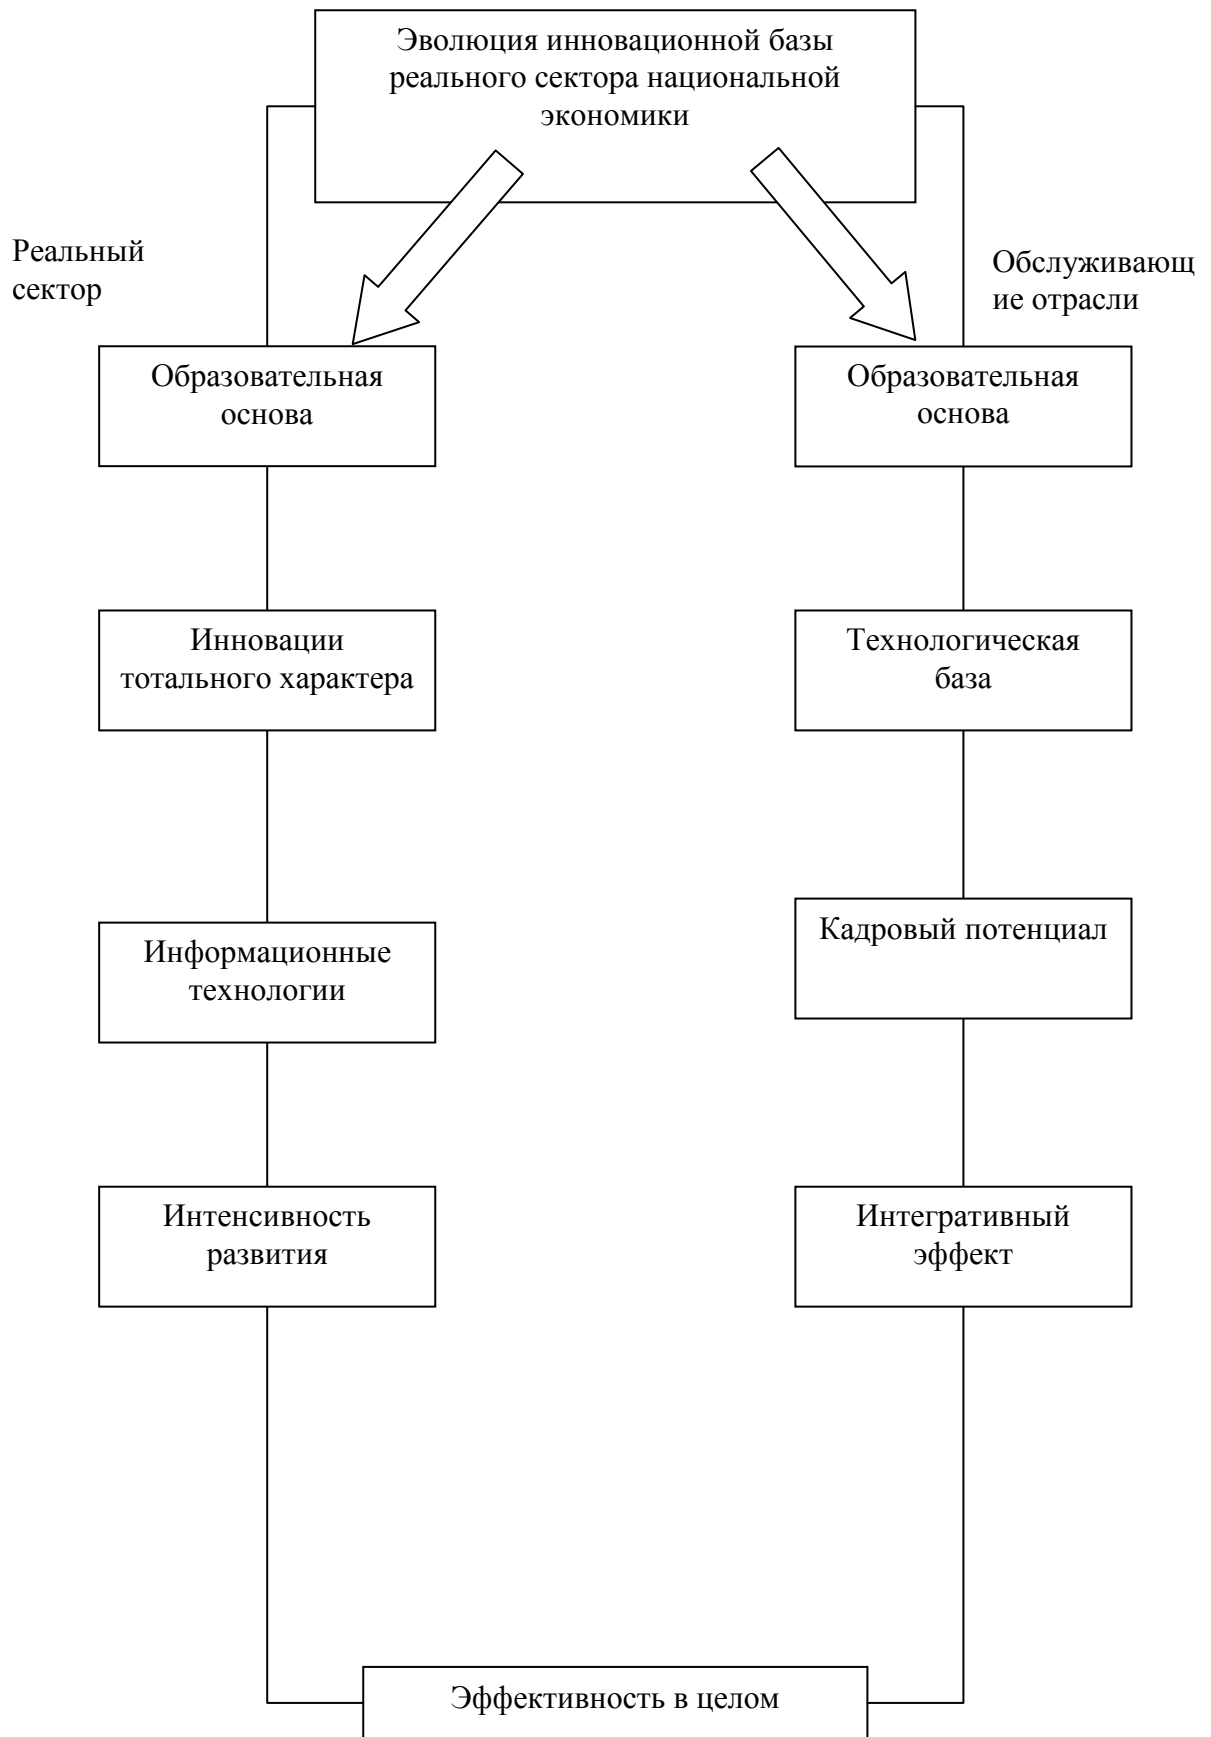 Эволюция инновационной базы
реального сектора национальной
экономики
Реальный
сектор
Обслуживающ
ие отрасли
Образовательная
основа
Образовательная
основа
Инновации
тотального характера
Технологическая
база
Информационные
технологии
Кадровый потенциал
Интенсивность
развития
Интегративный
эффект
Эффективность в целом